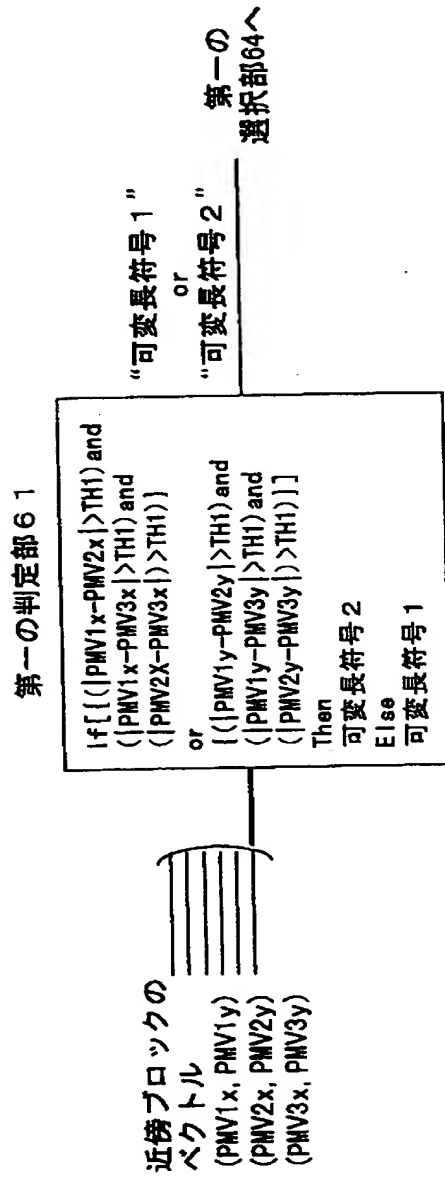 第一の判定部61
近傍ブロックの
ベクトル
(PMV1x, PMV1y)
(PMV2x, PMV2y)
(PMV3x, PMV3y)
if[{(|PMV1x-PMV2x|>TH1)and
(|PMV1x-PMV3x|>TH1)and
(|PMV2X-PMV3x|)>TH1)}
or
{(|PMV1y-PMV2y|>TH1)and
(|PMV1y-PMV3y|>TH1)and
(|PMV2y-PMV3y|)>TH1)}]
Then
可変長符号2
Else
可変長符号1
“可変長符号1”
or
“可変長符号2”
第一の
選択部64へ